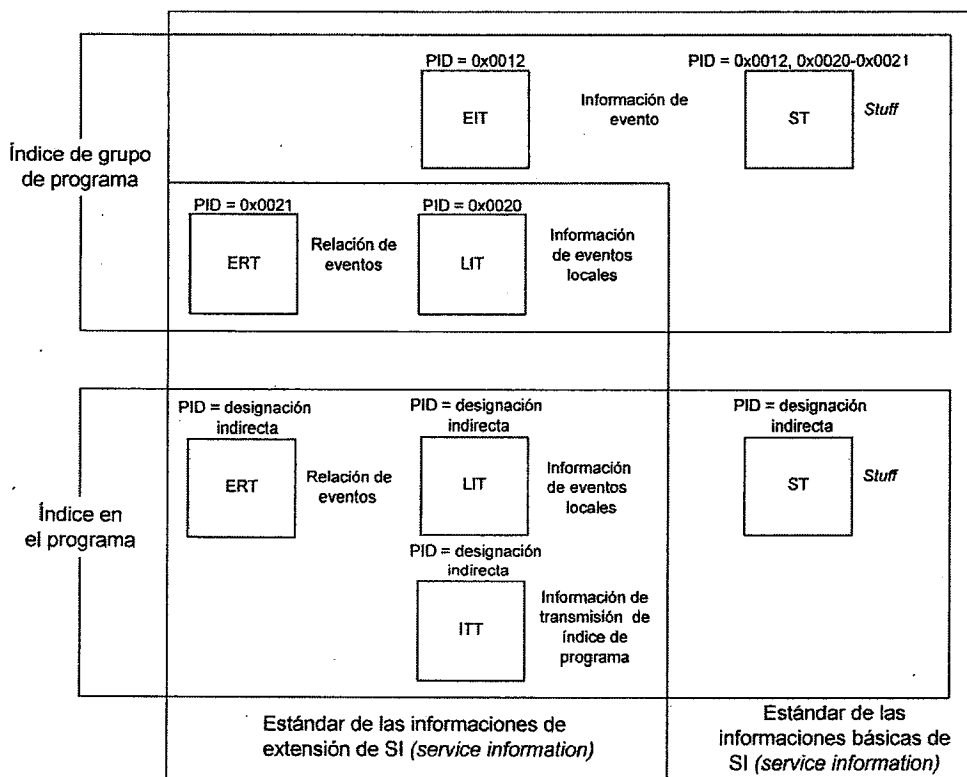 PID = 0x0012
PID = 0x0012, 0x0020-0x0021
EIT
Información de
evento
ST
Stuff
Índice de grupo
de programa
PID = 0x0021
PID = 0x0020
ERT
Relación de
eventos
LIT
Información
de eventos
locales
PID = designación
indirecta
PID = designación
indirecta
PID = designación
indirecta
ERT
Relación de
eventos
LIT
Información
de eventos
locales
ST
Stuff
Índice en
el programa
PID = designación
indirecta
ITT
Información de
transmisión de
índice de
programa
Estándar de las informaciones de
extensión de SI (service information)
Estándar de las
informaciones básicas de
SI (service information)